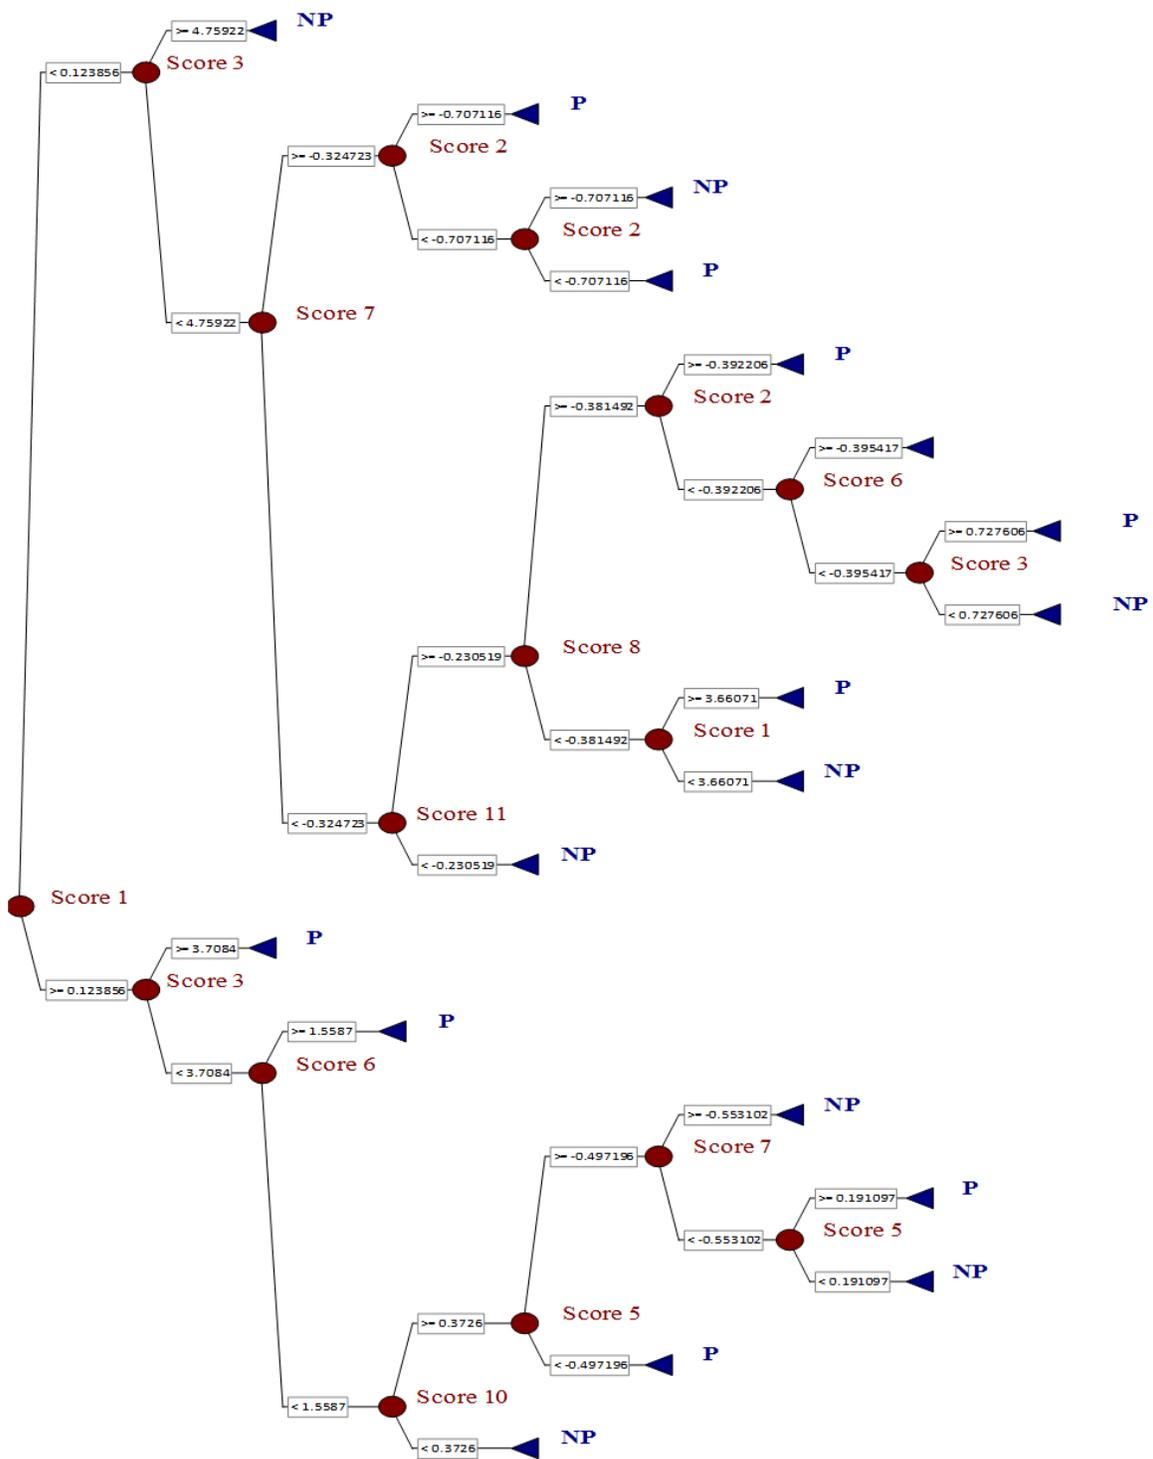 NP
>= 4.75922
Score 3
< 0.123856
P
>= -0.707116
Score 2
>= -0.324723
NP
>= -0.707116
Score 2
< -0.707116
P
< -0.707116
Score 7
< 4.75922
P
>= -0.392206
Score 2
>= -0.381492
>= -0.395417
Score 6
< -0.392206
P
>= 0.727606
Score 3
< -0.395417
NP
< 0.727606
Score 8
>= -0.230519
P
>= 3.66071
Score 1
< -0.381492
NP
< 3.66071
Score 11
< -0.324723
NP
< -0.230519
Score 1
P
>= 3.7084
Score 3
>= 0.123856
P
>= 1.5587
Score 6
< 3.7084
NP
>= -0.553102
Score 7
>= -0.497196
P
>= 0.191097
Score 5
< -0.553102
NP
< 0.191097
Score 5
>= 0.3726
P
< -0.497196
Score 10
< 1.5587
NP
< 0.3726